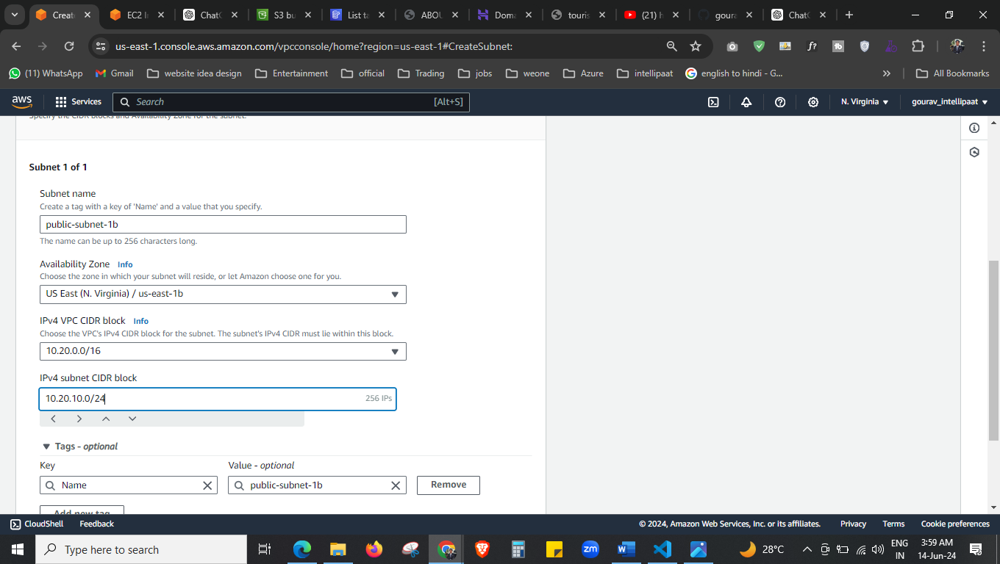 Create
EC2 In
ChatG
S3 bu
List ta
ABOU
Doma
touris
(21) h
goura
ChatG
us-east-1.console.aws.amazon.com/vpcconsole/home?region=us-east-1#CreateSubnet:
(11) WhatsApp
Gmail
website idea design
Entertainment
official
Trading
jobs
weone
Azure
intellipaat
english to hindi - G...
All Bookmarks
aws
Services
Search
[Alt+S]
N. Virginia
gourav_intellipaat
Specify the CIDR blocks and Availability Zone for the subnet.
Subnet 1 of 1
Subnet name
Create a tag with a key of 'Name' and a value that you specify.
public-subnet-1b
The name can be up to 256 characters long.
Availability Zone Info
Choose the zone in which your subnet will reside, or let Amazon choose one for you.
US East (N. Virginia) / us-east-1b
IPv4 VPC CIDR block Info
Choose the VPC's IPv4 CIDR block for the subnet. The subnet's IPv4 CIDR must lie within this block.
10.20.0.0/16
IPv4 subnet CIDR block
10.20.10.0/24
256 IPs
Tags - optional
Key
Value - optional
Name
public-subnet-1b
Remove
Add new tag
CloudShell
Feedback
© 2024, Amazon Web Services, Inc. or its affiliates.
Privacy
Terms
Cookie preferences
Type here to search
zm
28°C
ENG
IN
3:59 AM
14-Jun-24